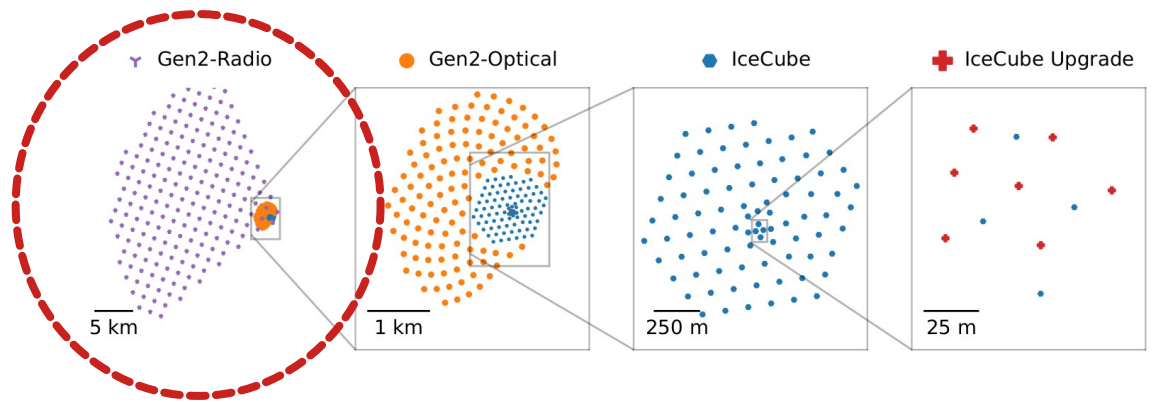 Gen2-Radio
Gen2-Optical
IceCube
IceCube Upgrade
5 km
1 km
250 m
25 m